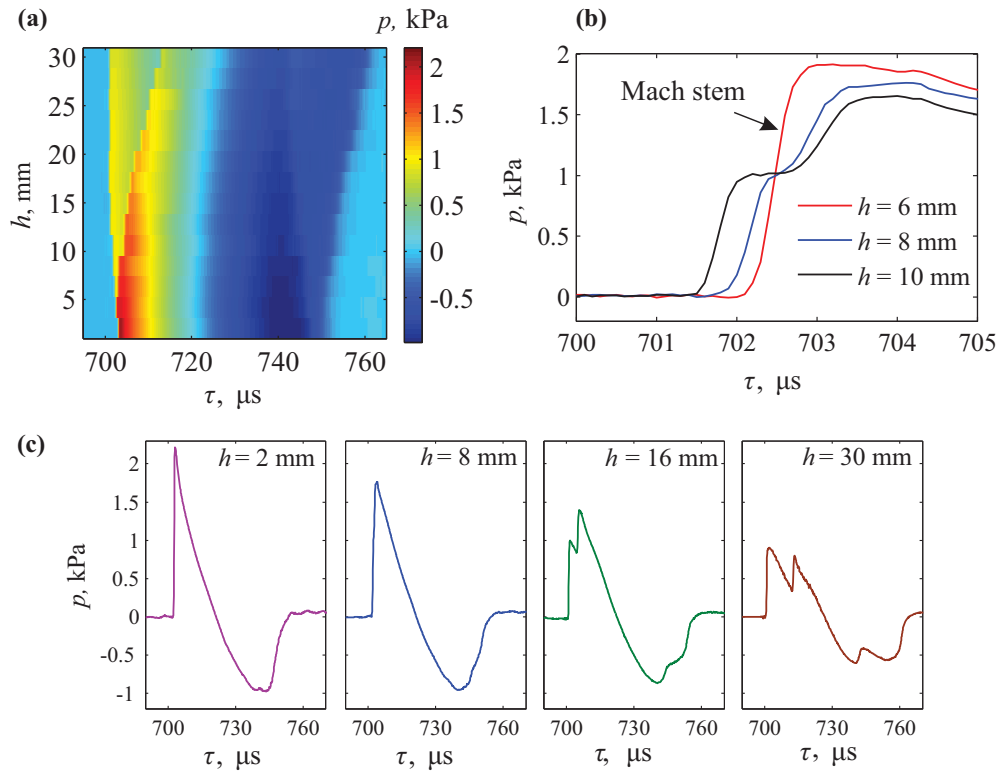 (a)
p, kPa
h, mm
30
25
20
15
10
5
700 720 740 760
τ, μs
2
1.5
1
0.5
0
-0.5
(b)
p, kPa
2
1.5
1
0.5
0
Mach stem
h = 6 mm
h = 8 mm
h = 10 mm
700 701 702 703 704 705
τ, μs
(c)
p, kPa
2
1.5
1
0.5
0
-0.5
-1
h = 2 mm
h = 8 mm
h = 16 mm
h = 30 mm
700 730 760
700 730 760
700 730 760
700 730 760
τ, μs
τ, μs
τ, μs
τ, μs